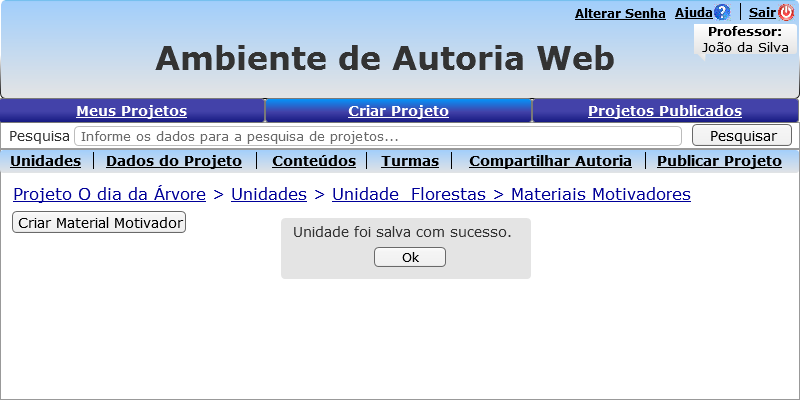 Alterar Senha Ajuda ? Sair
Professor:
João da Silva
Ambiente de Autoria Web
Meus Projetos Criar Projeto Projetos Publicados
Pesquisa Informe os dados para a pesquisa de projetos... Pesquisar
Unidades Dados do Projeto Conteúdos Turmas Compartilhar Autoria Publicar Projeto
Projeto O dia da Árvore > Unidades > Unidade Florestas > Materiais Motivadores
Criar Material Motivador
Unidade foi salva com sucesso.
Ok